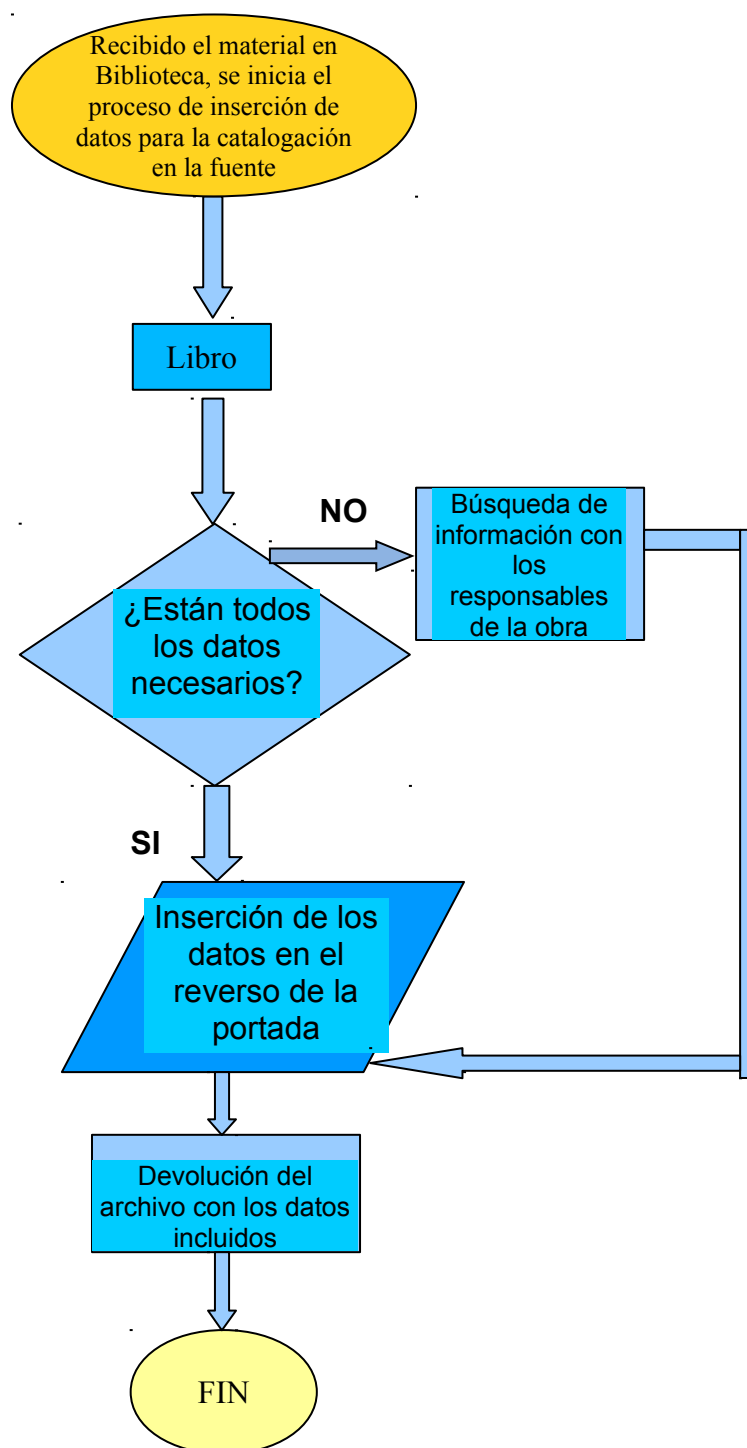 Recibido el material en
Biblioteca, se inicia el
proceso de inserción de
datos para la catalogación
en la fuente
Libro
NO
Búsqueda de
información con
los
responsables
de la obra
¿Están todos
los datos
necesarios?
SI
Inserción de los
datos en el
reverso de la
portada
Devolución del
archivo con los datos
incluidos
FIN